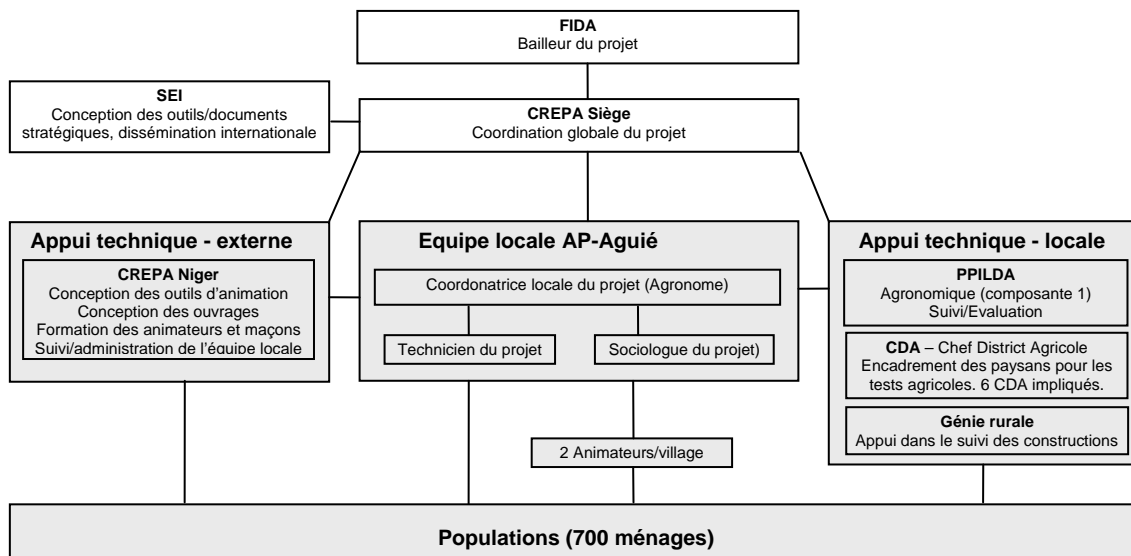 FIDA
Bailleur du projet
SEI
Conception des outils/documents
stratégiques, dissémination internationale
CREPA Siège
Coordination globale du projet
Appui technique - externe
CREPA Niger
Conception des outils d'animation
Conception des ouvrages
Formation des animateurs et maçons
Suivi/administration de l'équipe locale
Equipe locale AP-Aguié
Coordonatrice locale du projet (Agronome)
Technicien du projet
Sociologue du projet)
2 Animateurs/village
Appui technique - locale
PPILDA
Agronomique (composante 1)
Suivi/Evaluation
CDA – Chef District Agricole
Encadrement des paysans pour les
tests agricoles. 6 CDA impliqués.
Génie rurale
Appui dans le suivi des constructions
Populations (700 ménages)